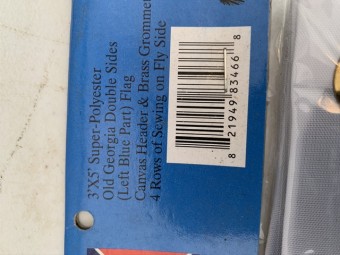 3'X5' Super-Polyester
Old Georgia Double Sides
(Left Blue Part) Flag
Canvas Header & Brass Grommet
4 Rows of Sewing on Fly Side
8 21949 83466 8